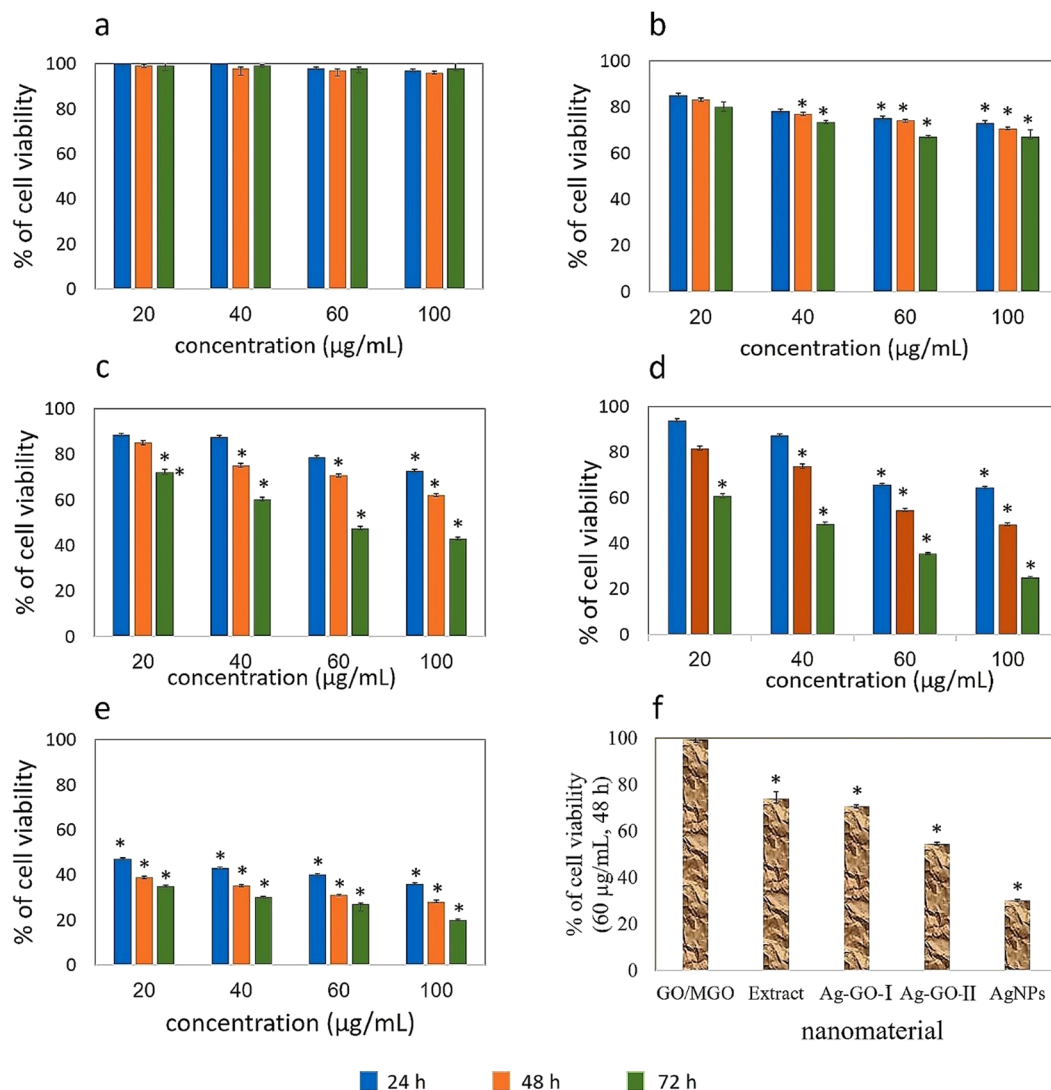 a
% of cell viability
100
80
60
40
20
0
20 40 60 100
concentration (µg/mL)
b
% of cell viability
100
80
60
40
20
0
* * * * * * *
20 40 60 100
concentration (µg/mL)
c
% of cell viability
100
80
60
40
20
0
* * * * * * * * *
20 40 60 100
concentration (µg/mL)
d
% of cell viability
100
80
60
40
20
0
* * * * * * * * *
20 40 60 100
concentration (µg/mL)
e
% of cell viability
100
80
60
40
20
0
* * * * * * * * * * * *
20 40 60 100
concentration (µg/mL)
f
% of cell viability
(60 µg/mL, 48 h)
100
80
60
40
20
0
* * * *
GO/MGO Extract Ag-GO-I Ag-GO-II AgNPs
nanomaterial
24 h 48 h 72 h